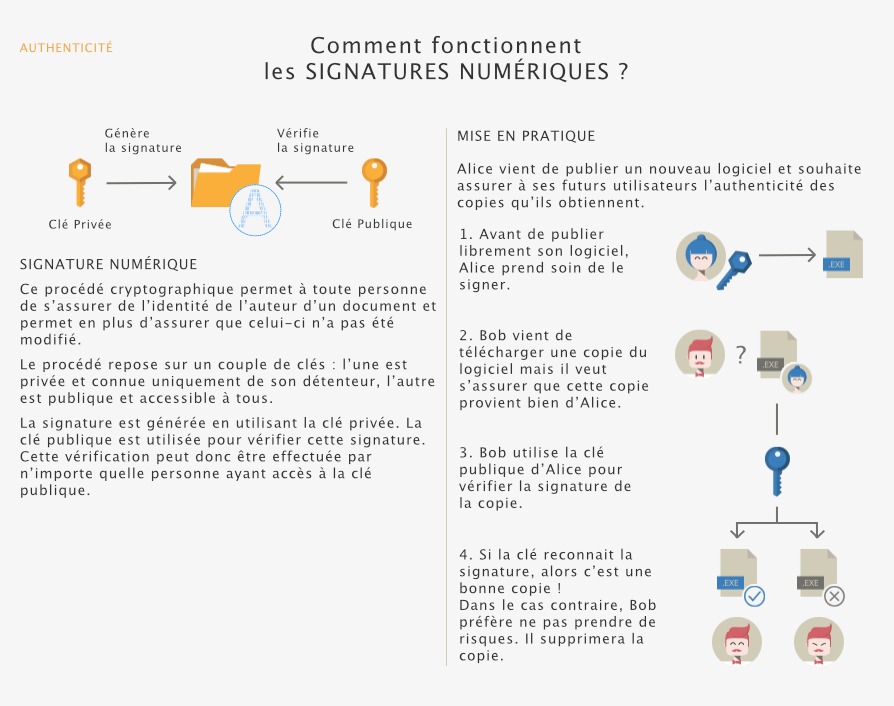 AUTHENTICITÉ
Comment fonctionnent
les SIGNATURES NUMÉRIQUES ?
Génère
la signature
Vérifie
la signature
Clé Privée
A
Clé Publique
SIGNATURE NUMÉRIQUE
Ce procédé cryptographique permet à toute personne
de s’assurer de l’identité de l’auteur d’un document et
permet en plus d’assurer que celui-ci n’a pas été
modifié.
Le procédé repose sur un couple de clés : l’une est
privée et connue uniquement de son détenteur, l’autre
est publique et accessible à tous.
La signature est générée en utilisant la clé privée. La
clé publique est utilisée pour vérifier cette signature.
Cette vérification peut donc être effectuée par
n’importe quelle personne ayant accès à la clé
publique.
MISE EN PRATIQUE
Alice vient de publier un nouveau logiciel et souhaite
assurer à ses futurs utilisateurs l’authenticité des
copies qu’ils obtiennent.
1. Avant de publier
librement son logiciel,
Alice prend soin de le
signer.
.EXE
2. Bob vient de
télécharger une copie du
logiciel mais il veut
s’assurer que cette copie
provient bien d’Alice.
?
.EXE
3. Bob utilise la clé
publique d’Alice pour
vérifier la signature de
la copie.
4. Si la clé reconnait la
signature, alors c’est une
bonne copie !
Dans le cas contraire, Bob
préfère ne pas prendre de
risques. Il supprimera la
copie.
.EXE
.EXE